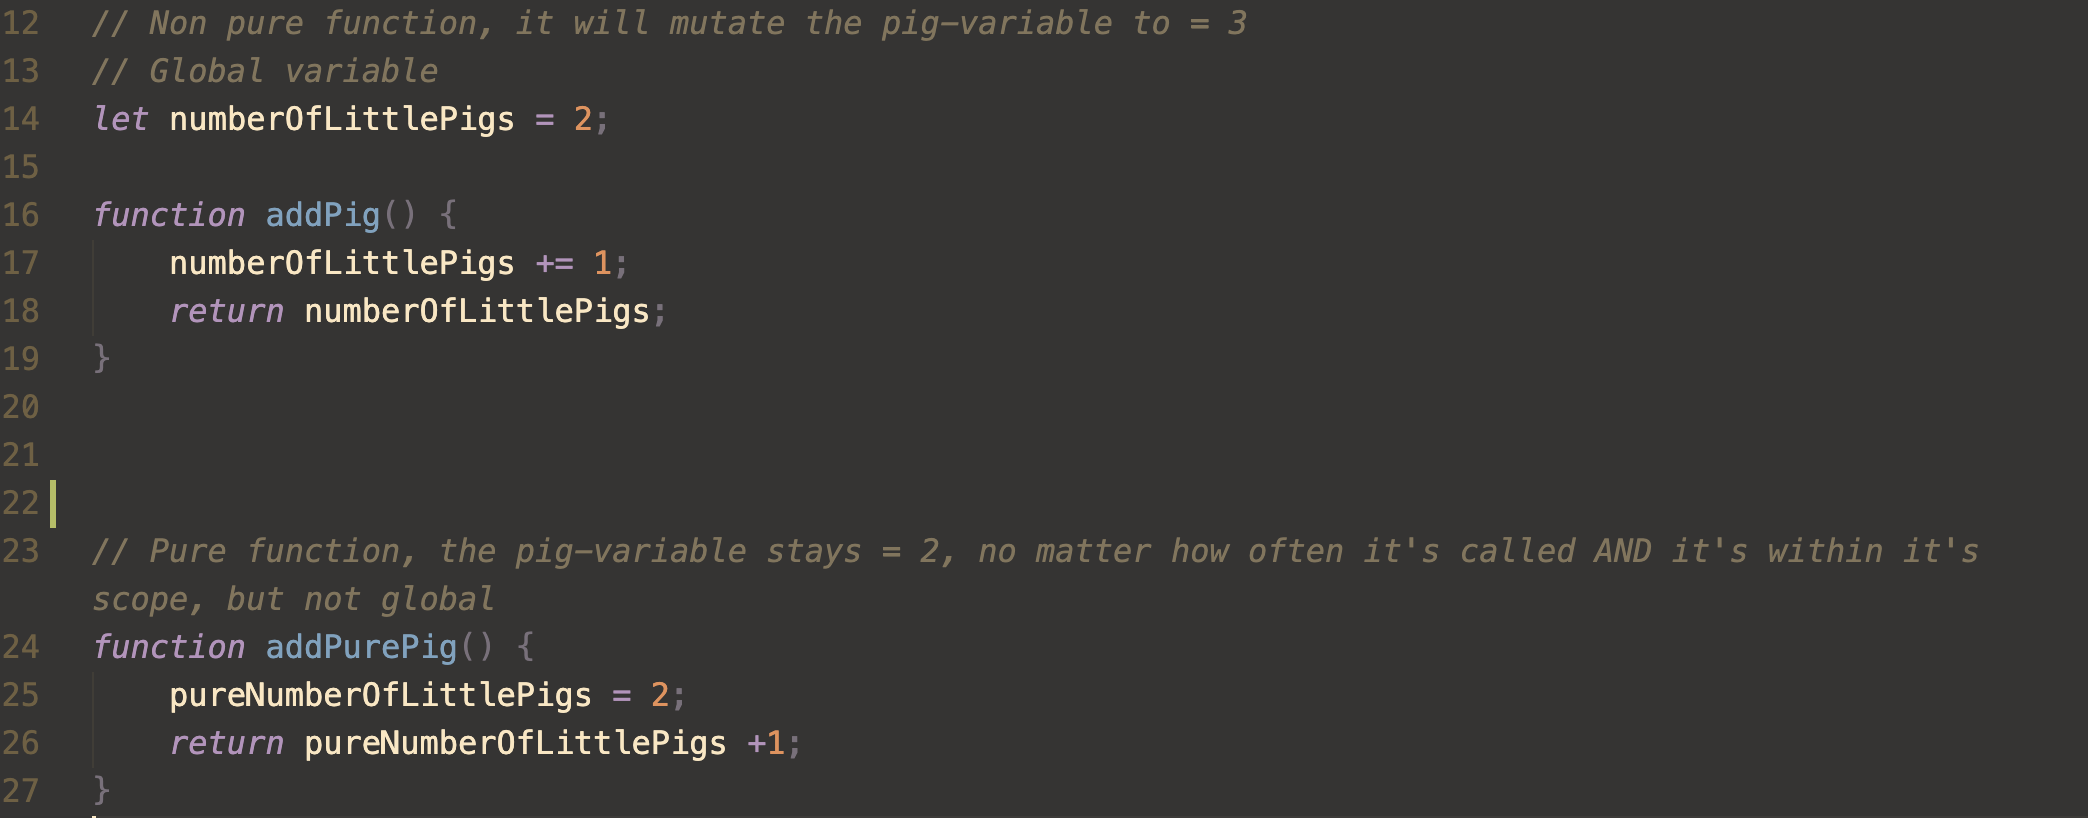 12 // Non pure function, it will mutate the pig-variable to = 3
13 // Global variable
14 let numberOfLittlePigs = 2;
15
16 function addPig() {
17     numberOfLittlePigs += 1;
18     return numberOfLittlePigs;
19 }
20
21
22
23 // Pure function, the pig-variable stays = 2, no matter how often it's called AND it's within it's
scope, but not global
24 function addPurePig() {
25     pureNumberOfLittlePigs = 2;
26     return pureNumberOfLittlePigs +1;
27 }